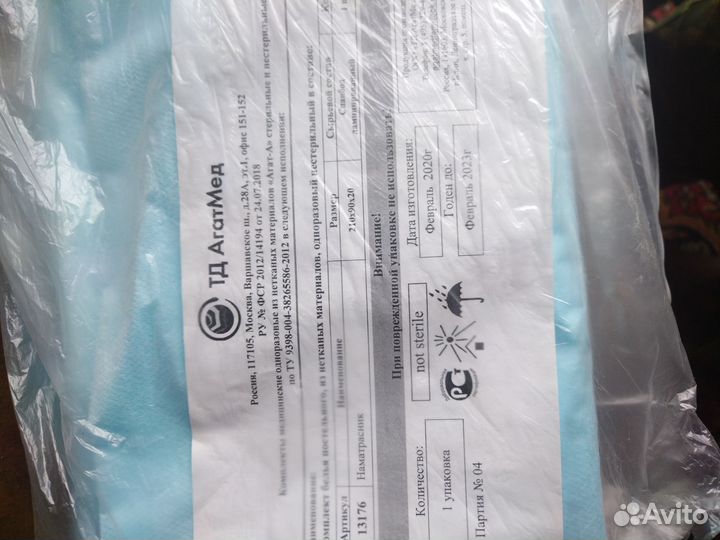 ТД АгатМед
Россия, 117105, Москва, Варшавское ш., д.28А, эт.1, офис 151-152
РУ № ФСР 2012/14194 от 24.07.2018
Комплекты медицинские одноразовые из нетканых материалов «Агат-А» стерильные и нестерильные
по ТУ 9398-004-38265586-2012 в следующем исполнении:
Наименование:
комплект белья постельного, из нетканых материалов, одноразовый нестерильный в составе:
Артикул Наименование Размер Сырьевой состав
13176 Наматрасник 210х90х20 Спанбонд ламинированный
Внимание!
При поврежденной упаковке не использовать!
Количество:
1 упаковка
Партия № 04
not sterile
РСТ
Дата изготовления:
Февраль 2020г
Годен до:
Февраль 2023г
Avito